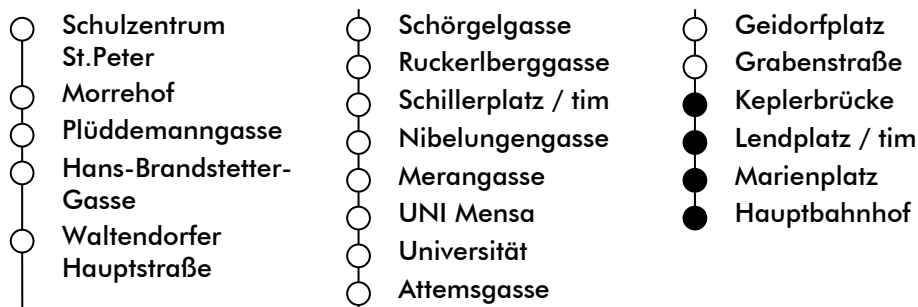 Schulzentrum
St.Peter
Morrehof
Plüddemanngasse
Hans-Brandstetter-
Gasse
Waltendorfer
Hauptstraße
Schörgelgasse
Ruckerlberggasse
Schillerplatz / tim
Nibelungengasse
Merangasse
UNI Mensa
Universität
Attemsgasse
Geidorfplatz
Grabenstraße
Keplerbrücke
Lendplatz / tim
Marienplatz
Hauptbahnhof